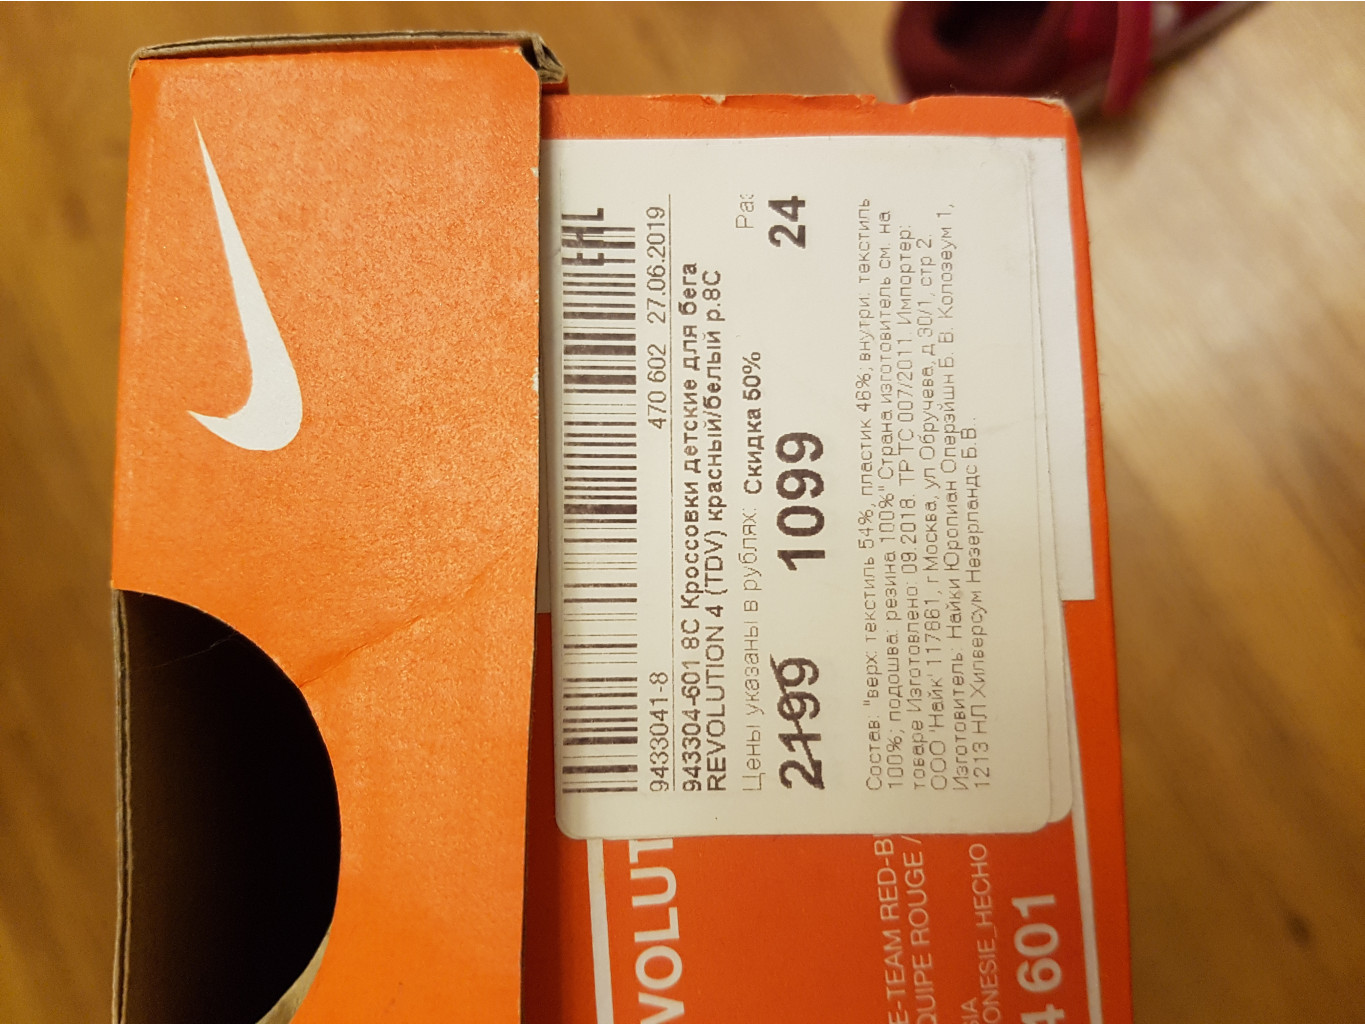 ЕАС
9433041-8 470 602 27.06.2019
943304-601 8C Кроссовки детские для бега
REVOLUTION 4 (TDV) красный/белый р.8C
Цены указаны в рублях: Скидка 50%
2199 1099 24
Состав: "верх: текстиль 54%, пластик 46%; внутри: текстиль
100%; подошва: резина 100%" Страна изготовитель см. на
товаре Изготовлено: 09.2018. ТР ТС 007/2011. Импортер:
ООО 'Найк' 117861, г Москва, ул Обручева, д 30/1, стр 2.
Изготовитель: Найки Юропиан Оперэйшн Б. В. Колозеум 1,
1213 НЛ Хилверсум Незерландс Б.В.
VOLUT
E-TEAM RED-B
QUIPE ROUGE /
SIA
ONESIE_HECHO
4 601